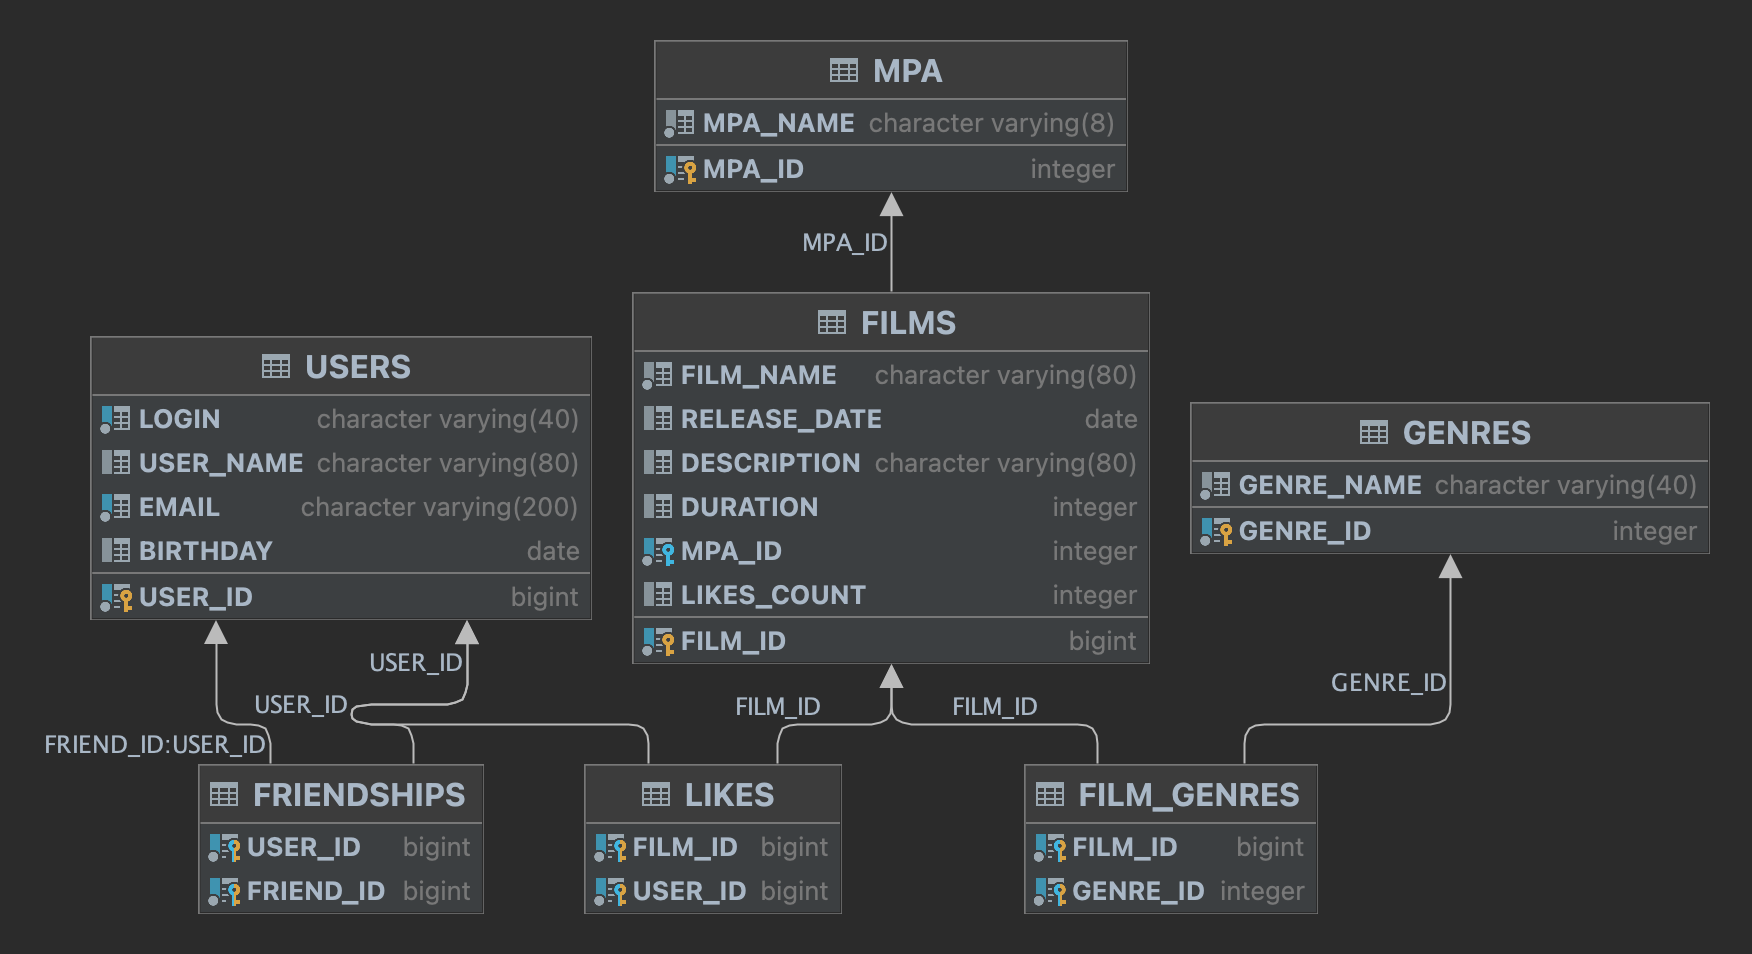 MPA
MPA_NAME character varying(8)
MPA_ID integer
MPA_ID
FILMS
FILM_NAME character varying(80)
RELEASE_DATE date
DESCRIPTION character varying(80)
DURATION integer
MPA_ID integer
LIKES_COUNT integer
FILM_ID bigint
USERS
LOGIN character varying(40)
USER_NAME character varying(80)
EMAIL character varying(200)
BIRTHDAY date
USER_ID bigint
GENRES
GENRE_NAME character varying(40)
GENRE_ID integer
USER_ID
USER_ID
FRIEND_ID:USER_ID
FILM_ID
FILM_ID
GENRE_ID
FRIENDSHIPS
USER_ID bigint
FRIEND_ID bigint
LIKES
FILM_ID bigint
USER_ID bigint
FILM_GENRES
FILM_ID bigint
GENRE_ID integer